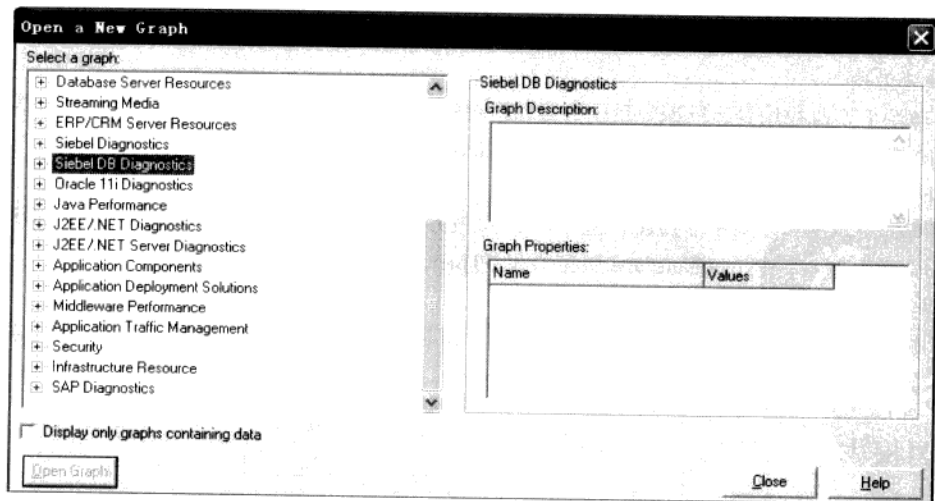 Open a New Graph
Select a graph:
Database Server Resources
Streaming Media
ERP/CRM Server Resources
Siebel Diagnostics
Siebel DB Diagnostics
Oracle 11i Diagnostics
Java Performance
J2EE/.NET Diagnostics
J2EE/.NET Server Diagnostics
Application Components
Application Deployment Solutions
Middleware Performance
Application Traffic Management
Security
Infrastructure Resource
SAP Diagnostics
Display only graphs containing data
Open Graph
Siebel DB Diagnostics
Graph Description:
Graph Properties:
Name Values
Close Help